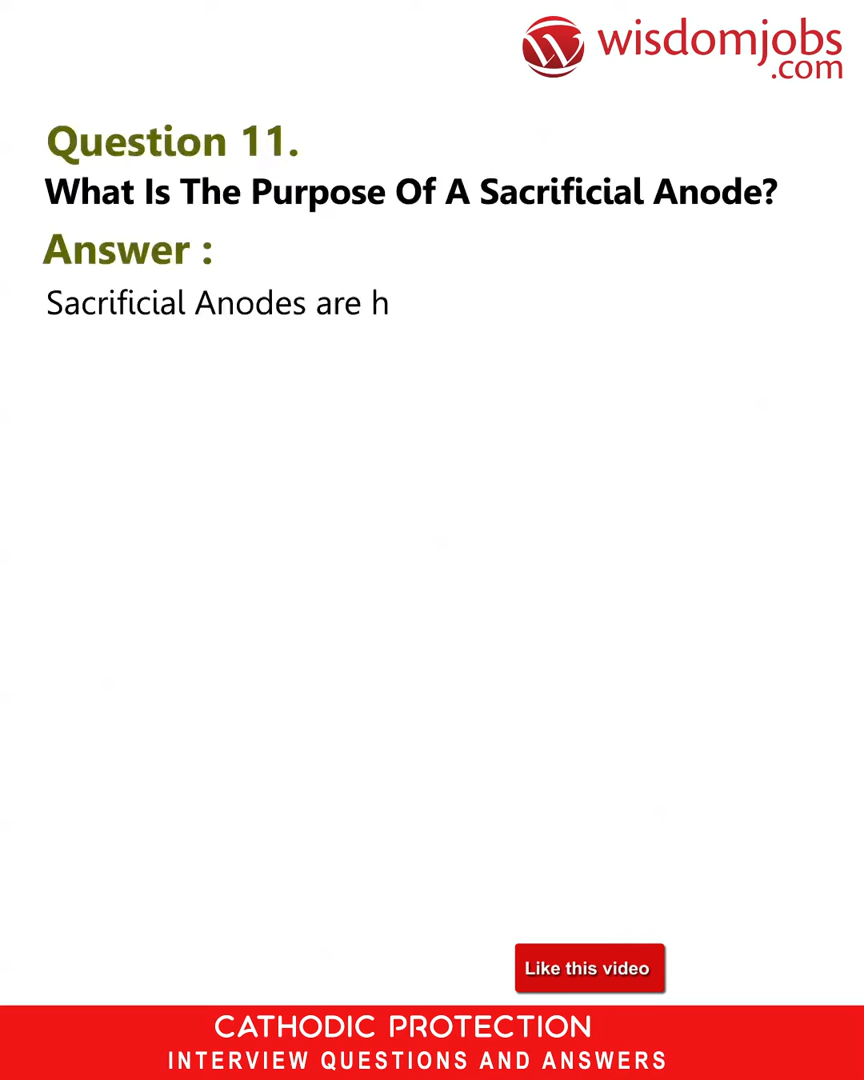 wisdomjobs
.com
Question 11.
What Is The Purpose Of A Sacrificial Anode?
Answer :
Sacrificial Anodes are h
Like this video
CATHODIC PROTECTION
INTERVIEW QUESTIONS AND ANSWERS